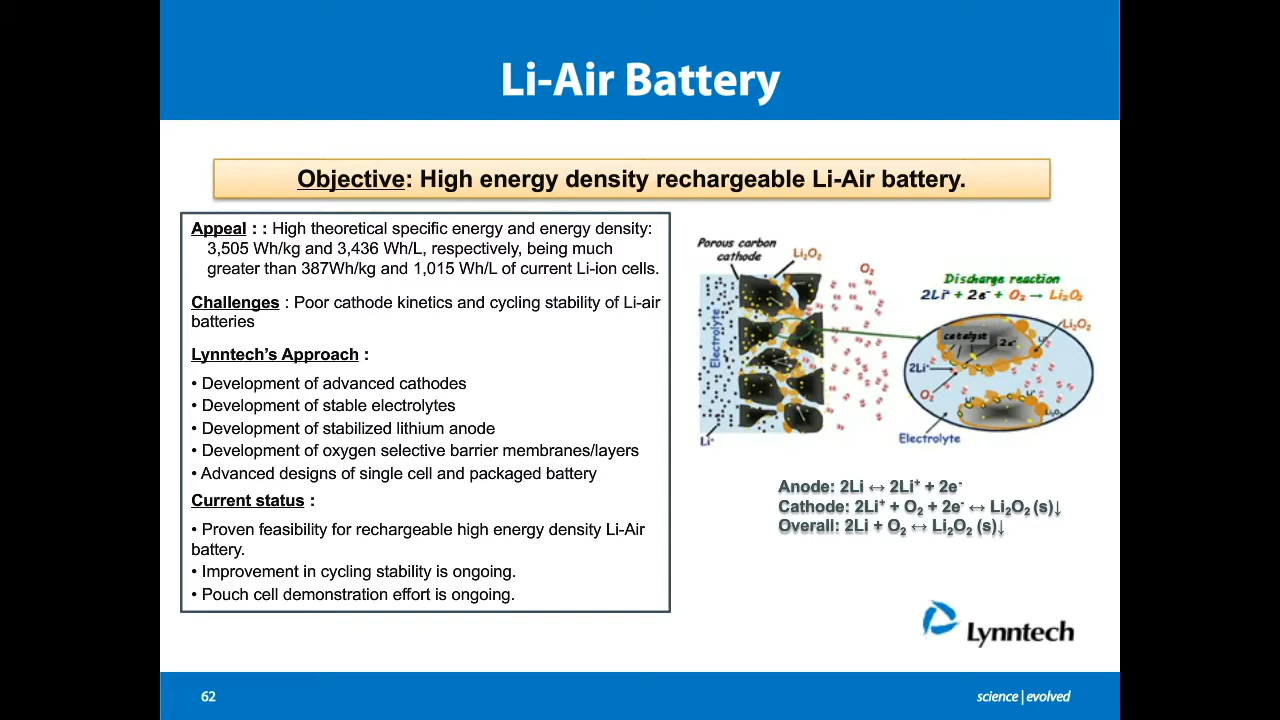 Li-Air Battery
Objective: High energy density rechargeable Li-Air battery.
Appeal : : High theoretical specific energy and energy density:
3,505 Wh/kg and 3,436 Wh/L, respectively, being much
greater than 387Wh/kg and 1,015 Wh/L of current Li-ion cells.
Challenges : Poor cathode kinetics and cycling stability of Li-air
batteries
Lynntech's Approach :
• Development of advanced cathodes
• Development of stable electrolytes
• Development of stabilized lithium anode
• Development of oxygen selective barrier membranes/layers
• Advanced designs of single cell and packaged battery
Current status :
• Proven feasibility for rechargeable high energy density Li-Air
battery.
• Improvement in cycling stability is ongoing.
• Pouch cell demonstration effort is ongoing.
Porous carbon
cathode
Li₂O₂
O₂
Electrolyte
Li⁺
Discharge reaction
2Li⁺ + 2e⁻ + O₂ → Li₂O₂
Li₂O₂
catalyst
2e⁻
Li⁺
2Li⁺
O₂
Li⁺
Li⁺
Li₂O₂
Electrolyte
Anode: 2Li ↔ 2Li⁺ + 2e⁻
Cathode: 2Li⁺ + O₂ + 2e⁻ ↔ Li₂O₂ (s)↓
Overall: 2Li + O₂ ↔ Li₂O₂ (s)↓
Lynntech
62
science | evolved